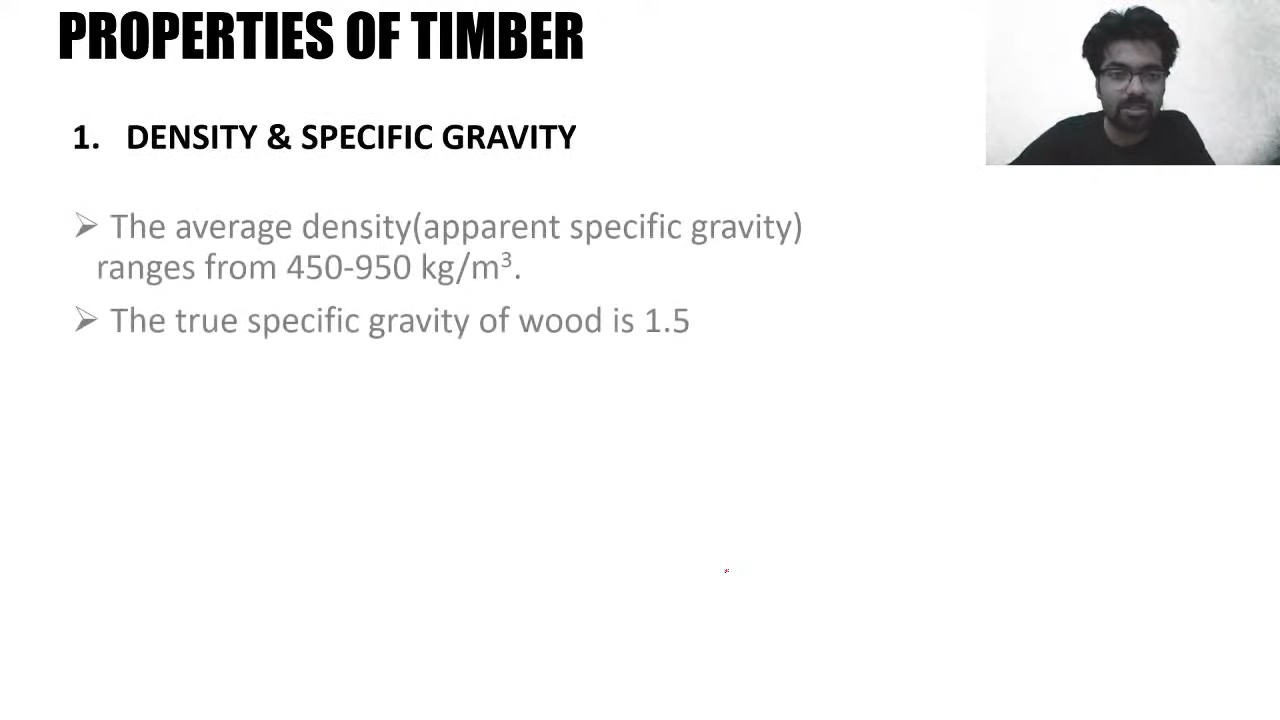 PROPERTIES OF TIMBER
1. DENSITY & SPECIFIC GRAVITY
➢ The average density(apparent specific gravity)
ranges from 450-950 kg/m³.
➢ The true specific gravity of wood is 1.5